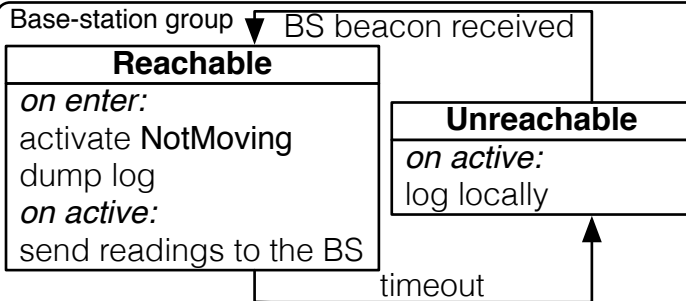 Base-station group
BS beacon received
Reachable
on enter:
activate NotMoving
dump log
on active:
send readings to the BS
Unreachable
on active:
log locally
timeout